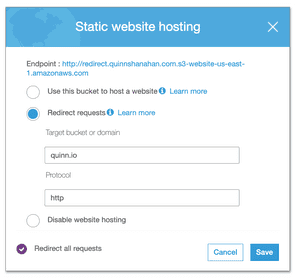 Static website hosting
Endpoint : http://redirect.quinnshanahan.com.s3-website-us-east-
1.amazonaws.com
Use this bucket to host a website Learn more
Redirect requests Learn more
Target bucket or domain
quinn.io
Protocol
http
Disable website hosting
Redirect all requests
Cancel
Save